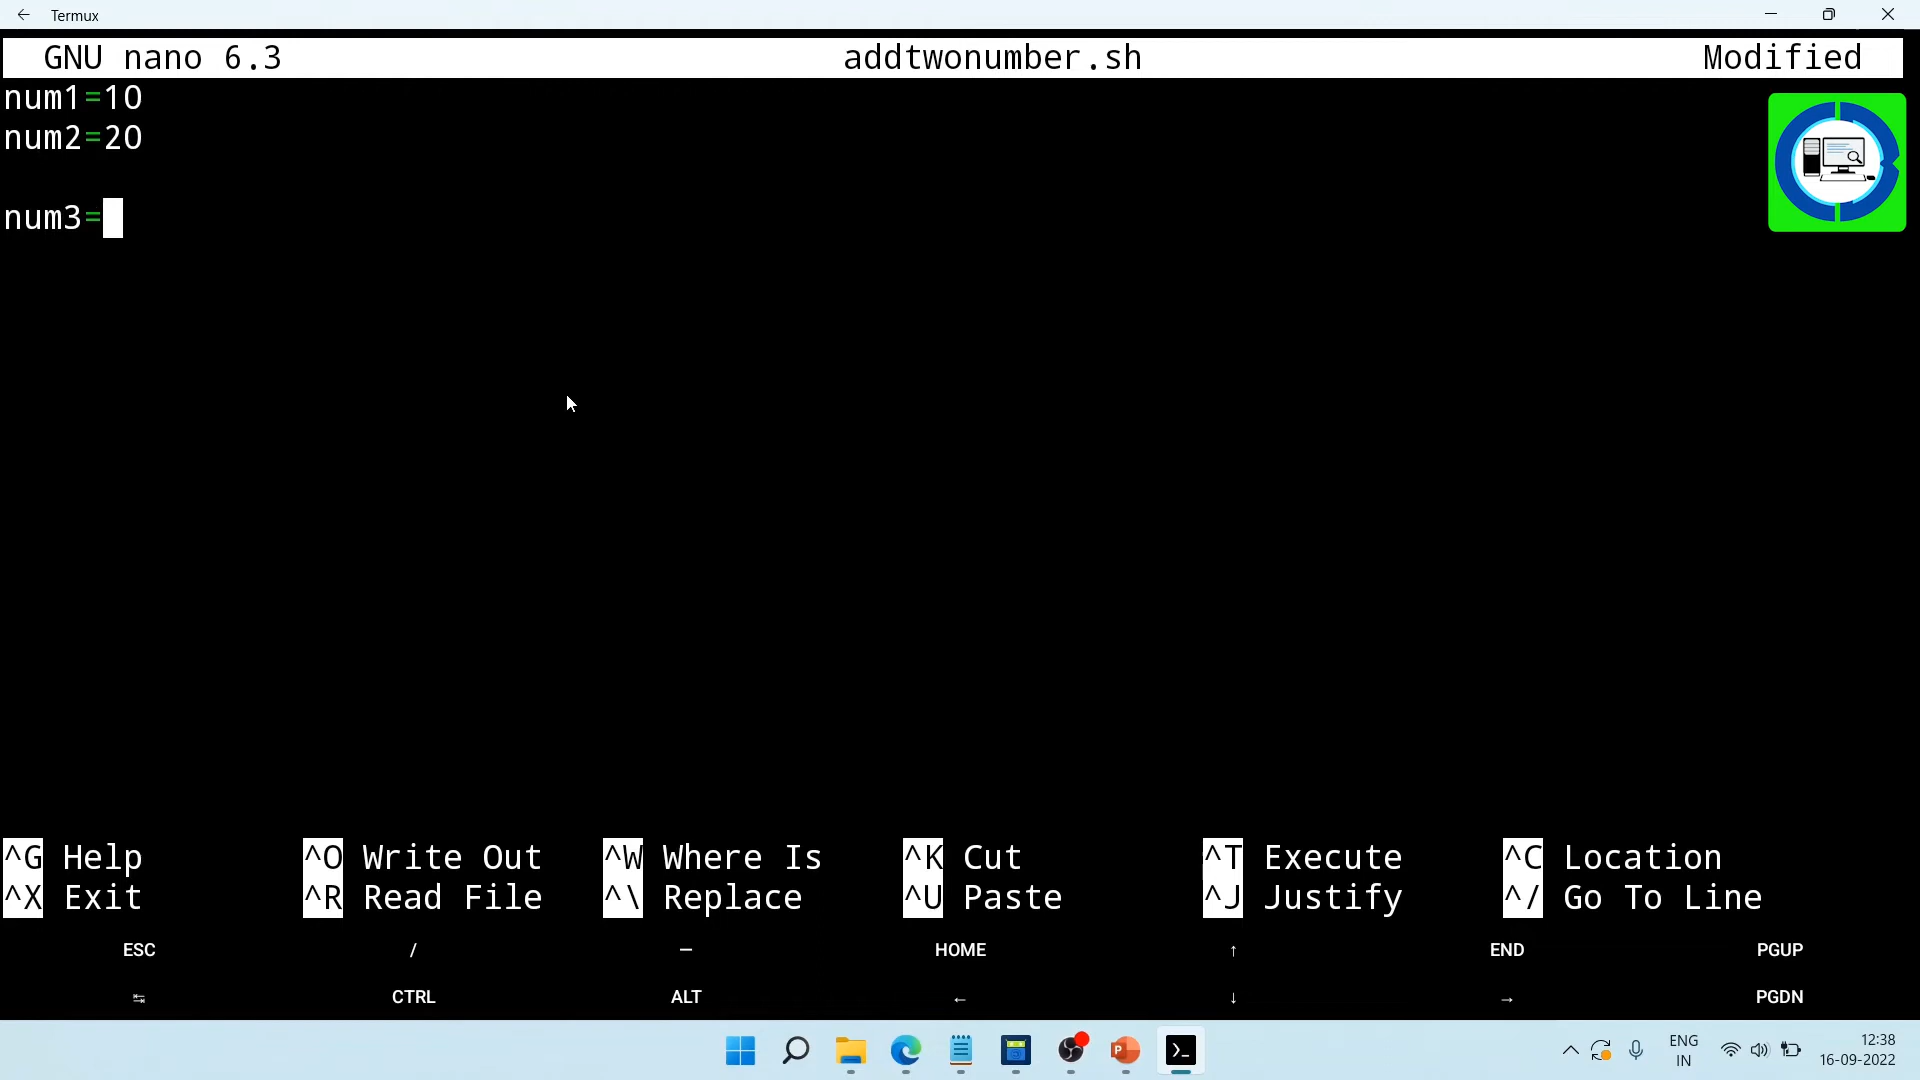 Termux
GNU nano 6.3 addtwonumber.sh Modified
num1=10
num2=20
num3=
^G Help ^O Write Out ^W Where Is ^K Cut ^T Execute ^C Location
^X Exit ^R Read File ^\ Replace ^U Paste ^J Justify ^/ Go To Line
ESC / — HOME ↑ END PGUP
↹ CTRL ALT ← ↓ → PGDN
ENG 12:38
IN 16-09-2022